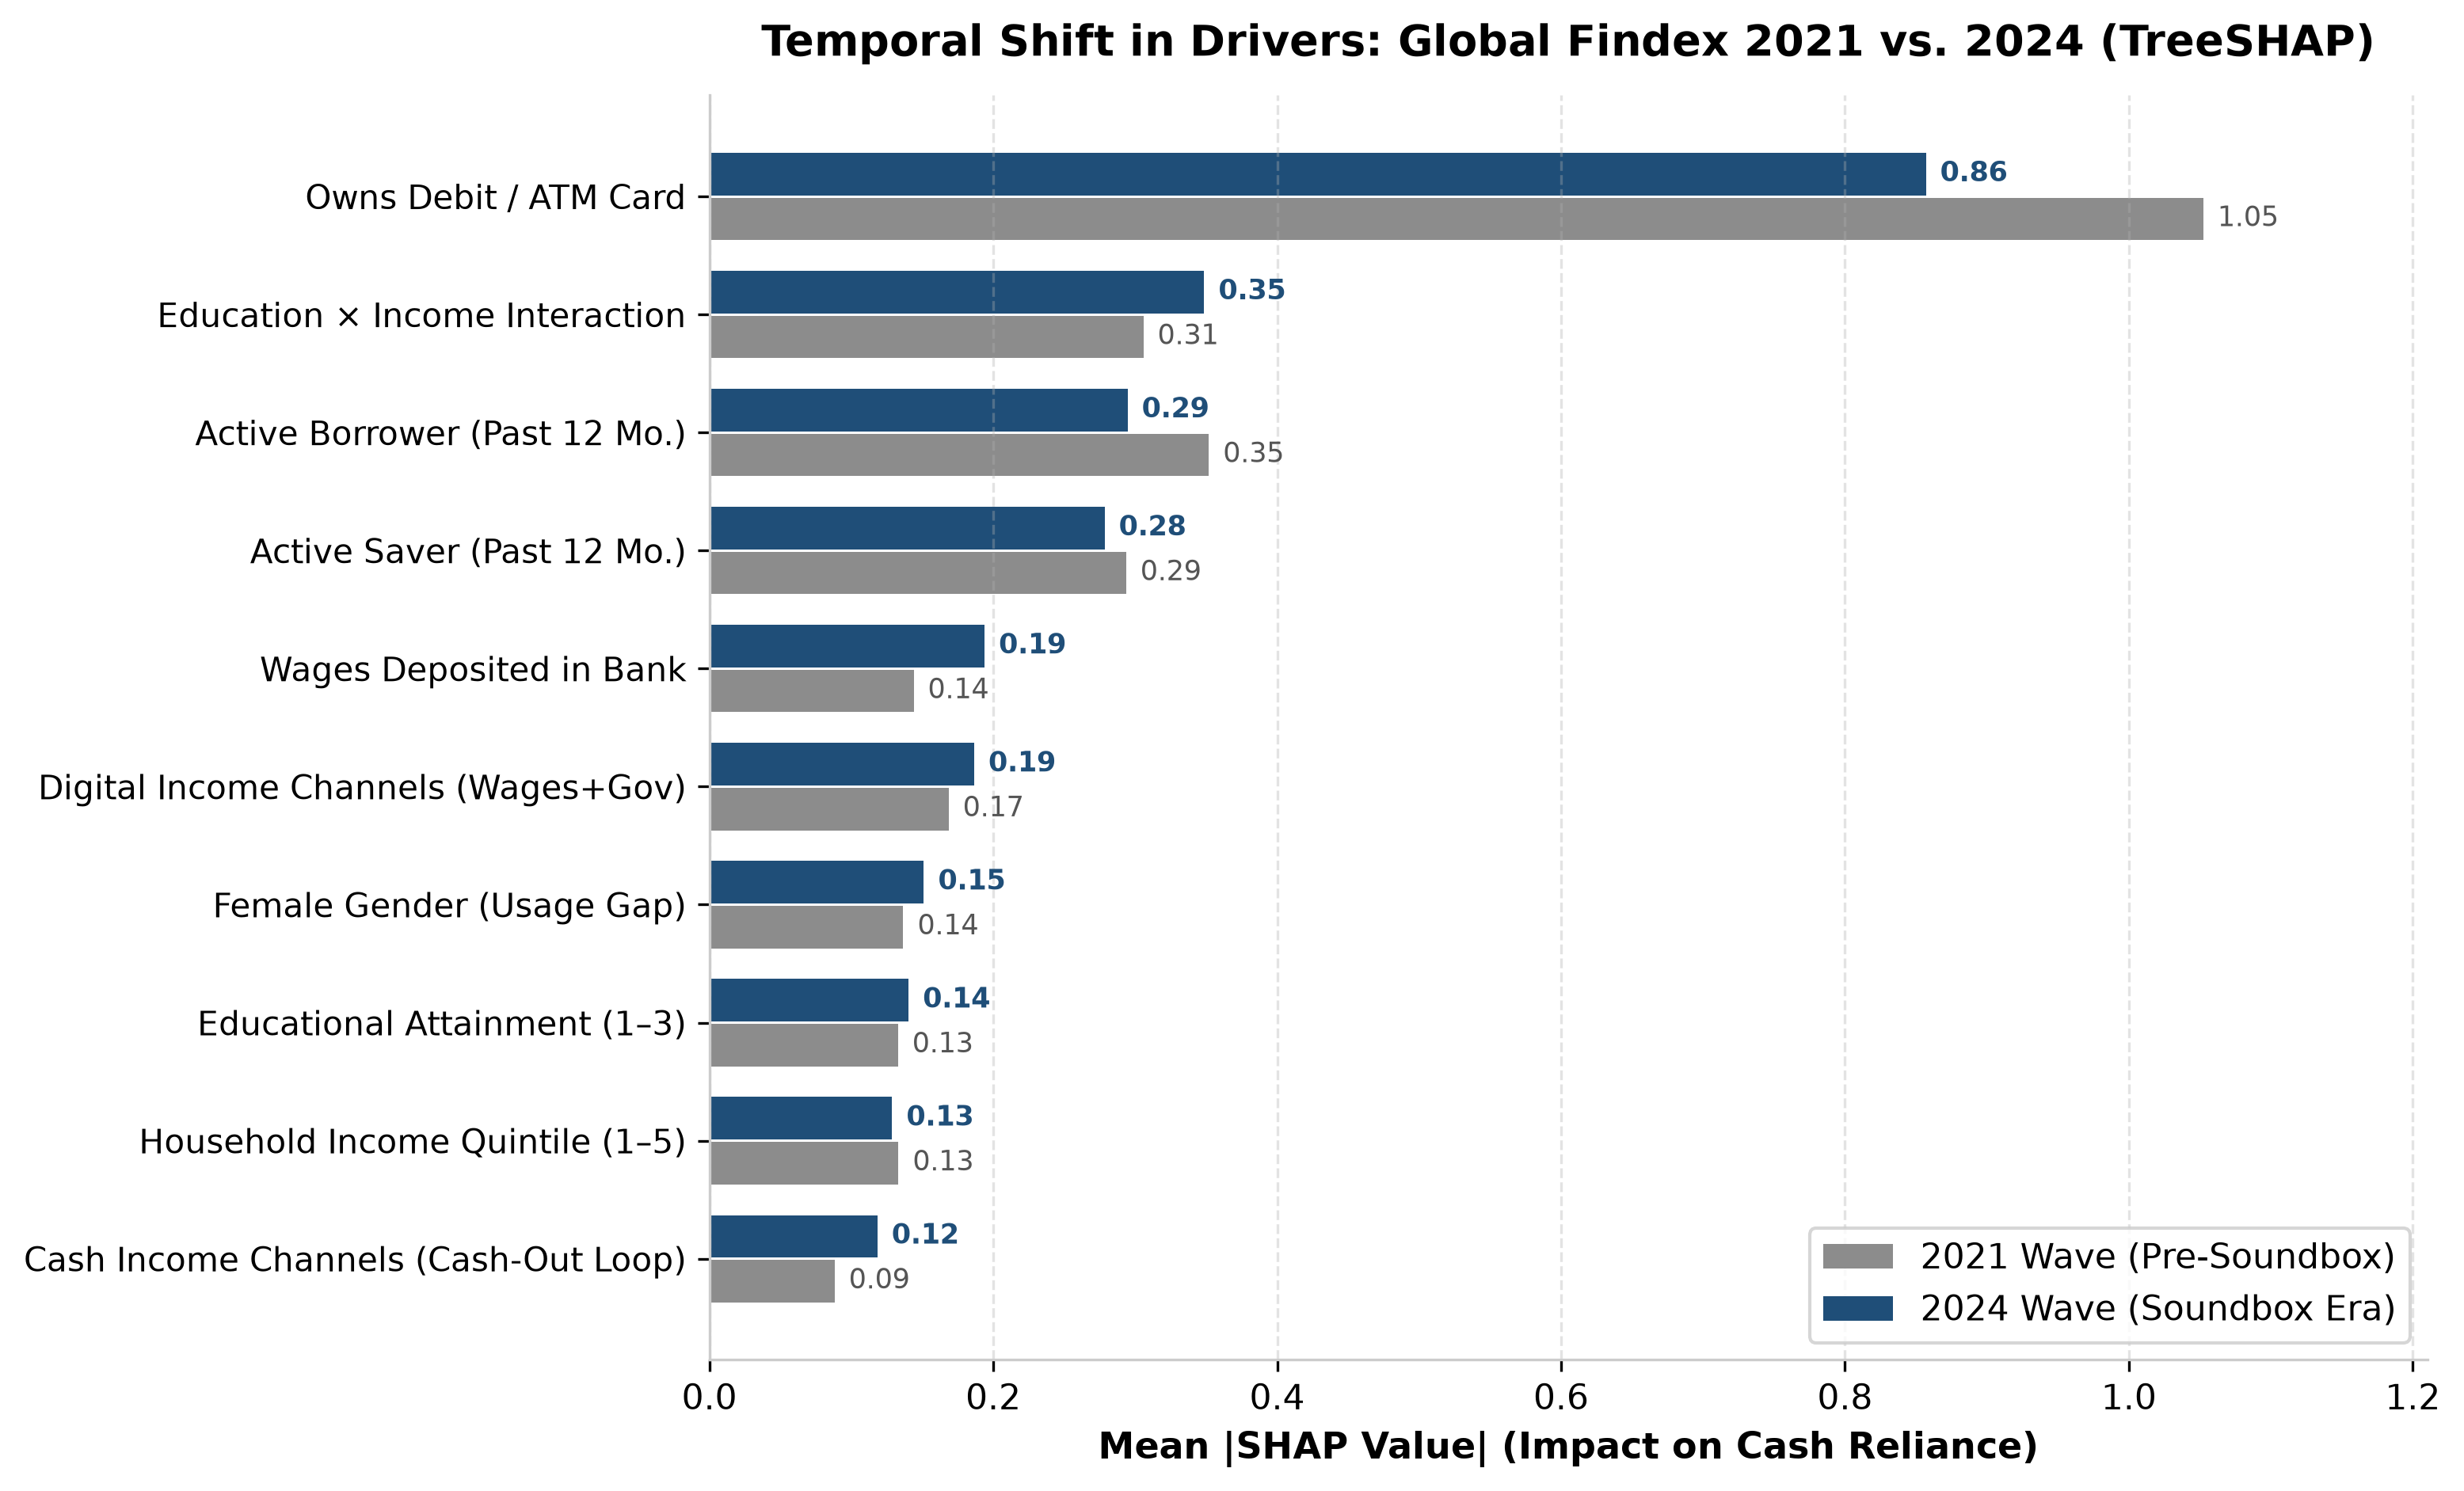 Temporal Shift in Drivers: Global Findex 2021 vs. 2024 (TreeSHAP)
Owns Debit / ATM Card
0.86
1.05
Education × Income Interaction
0.35
0.31
Active Borrower (Past 12 Mo.)
0.29
0.35
Active Saver (Past 12 Mo.)
0.28
0.29
Wages Deposited in Bank
0.19
0.14
Digital Income Channels (Wages+Gov)
0.19
0.17
Female Gender (Usage Gap)
0.15
0.14
Educational Attainment (1–3)
0.14
0.13
Household Income Quintile (1–5)
0.13
0.13
Cash Income Channels (Cash-Out Loop)
0.12
0.09
2021 Wave (Pre-Soundbox)
2024 Wave (Soundbox Era)
0.0 0.2 0.4 0.6 0.8 1.0 1.2
Mean |SHAP Value| (Impact on Cash Reliance)